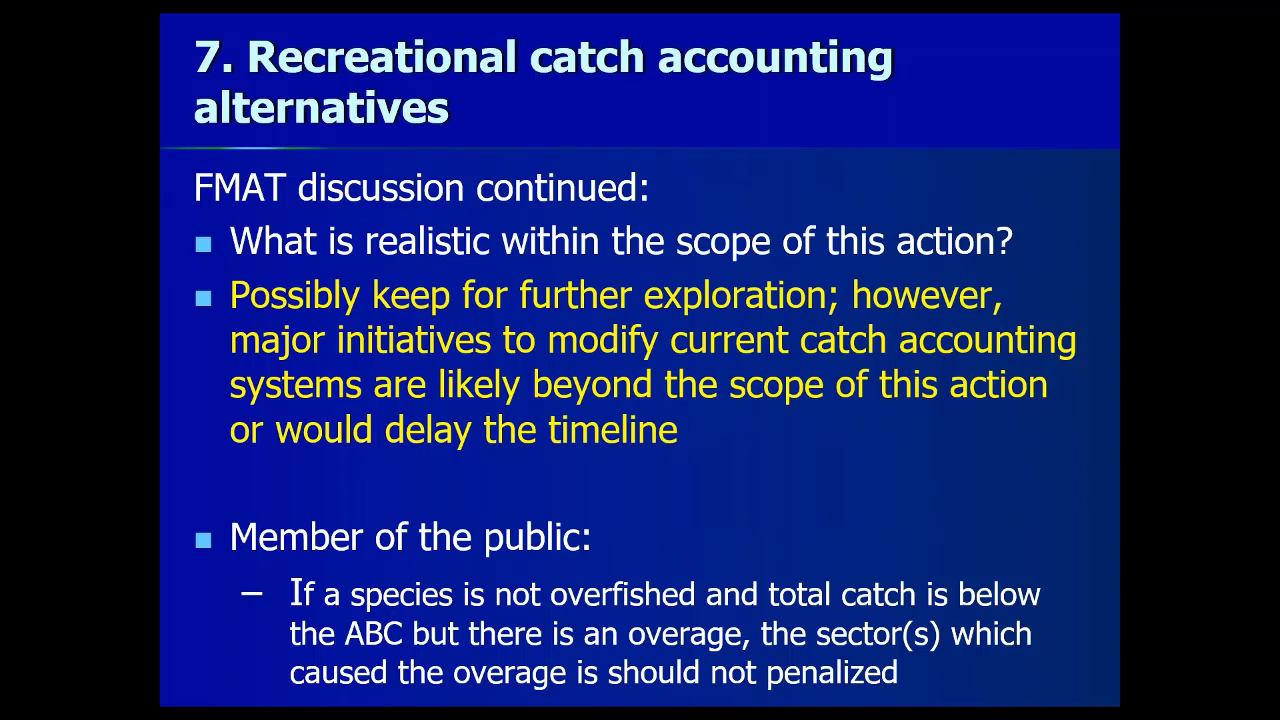 7. Recreational catch accounting
alternatives
FMAT discussion continued:
What is realistic within the scope of this action?
Possibly keep for further exploration; however,
major initiatives to modify current catch accounting
systems are likely beyond the scope of this action
or would delay the timeline
Member of the public:
– If a species is not overfished and total catch is below
the ABC but there is an overage, the sector(s) which
caused the overage is should not penalized